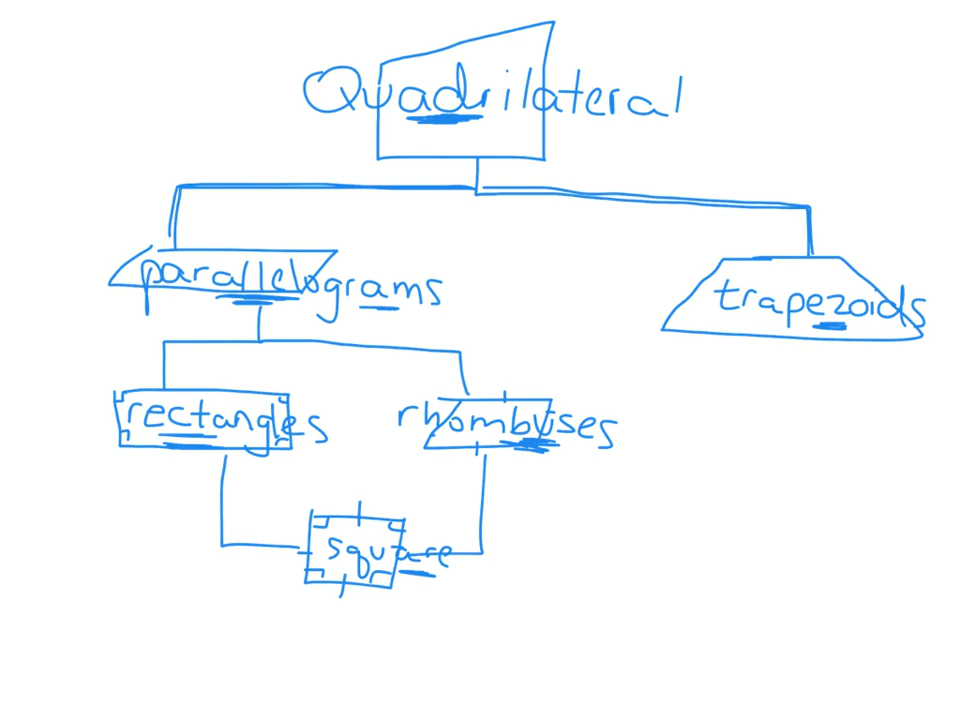 Quadrilateral
parallelograms
trapezoids
rectangles
rhombuses
square